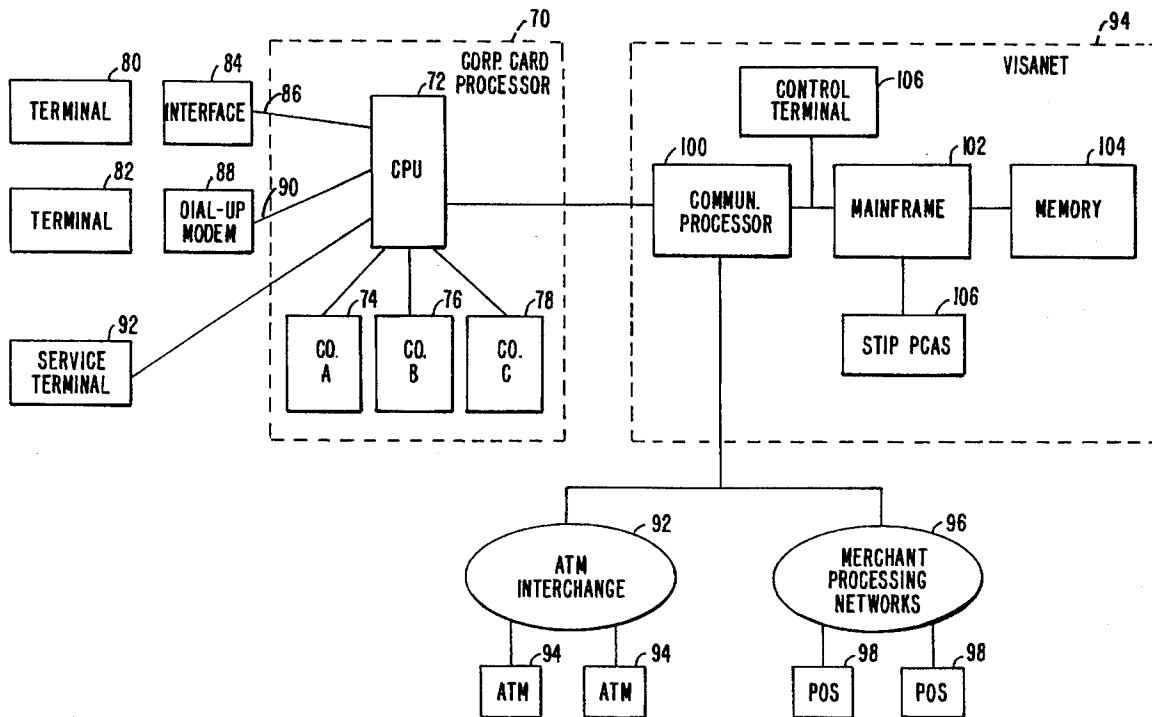 70
94
80
84
86
CORP. CARD
PROCESSOR
VISANET
TERMINAL
INTERFACE
72
CPU
106
CONTROL
TERMINAL
82
88
90
TERMINAL
DIAL-UP
MODEM
100
COMMUN.
PROCESSOR
102
MAINFRAME
104
MEMORY
92
SERVICE
TERMINAL
74
CO.
A
76
CO.
B
78
CO.
C
106
STIP PCAS
92
ATM
INTERCHANGE
96
MERCHANT
PROCESSING
NETWORKS
94
ATM
94
ATM
98
POS
98
POS